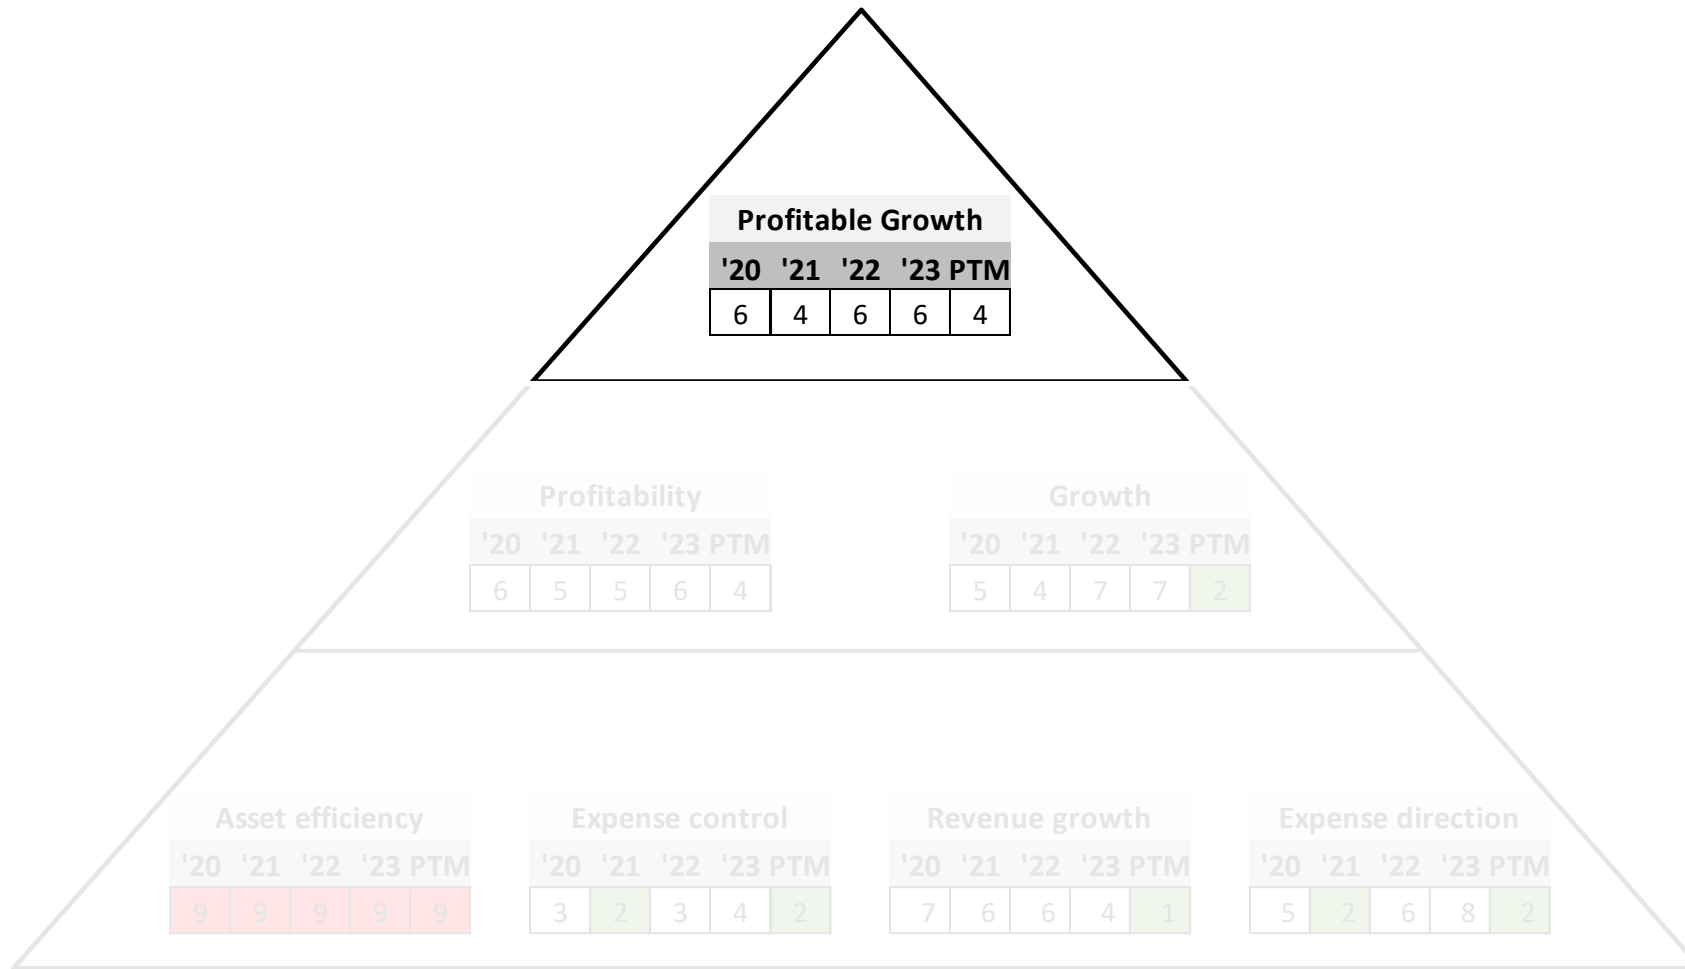 Profitable Growth
'20 '21 '22 '23 PTM
6 4 6 6 4
Profitability
'20 '21 '22 '23 PTM
6 5 5 6 4
Growth
'20 '21 '22 '23 PTM
5 4 7 7 2
Asset efficiency
'20 '21 '22 '23 PTM
9 9 9 9 9
Expense control
'20 '21 '22 '23 PTM
3 2 3 4 2
Revenue growth
'20 '21 '22 '23 PTM
7 6 6 4 1
Expense direction
'20 '21 '22 '23 PTM
5 2 6 8 2